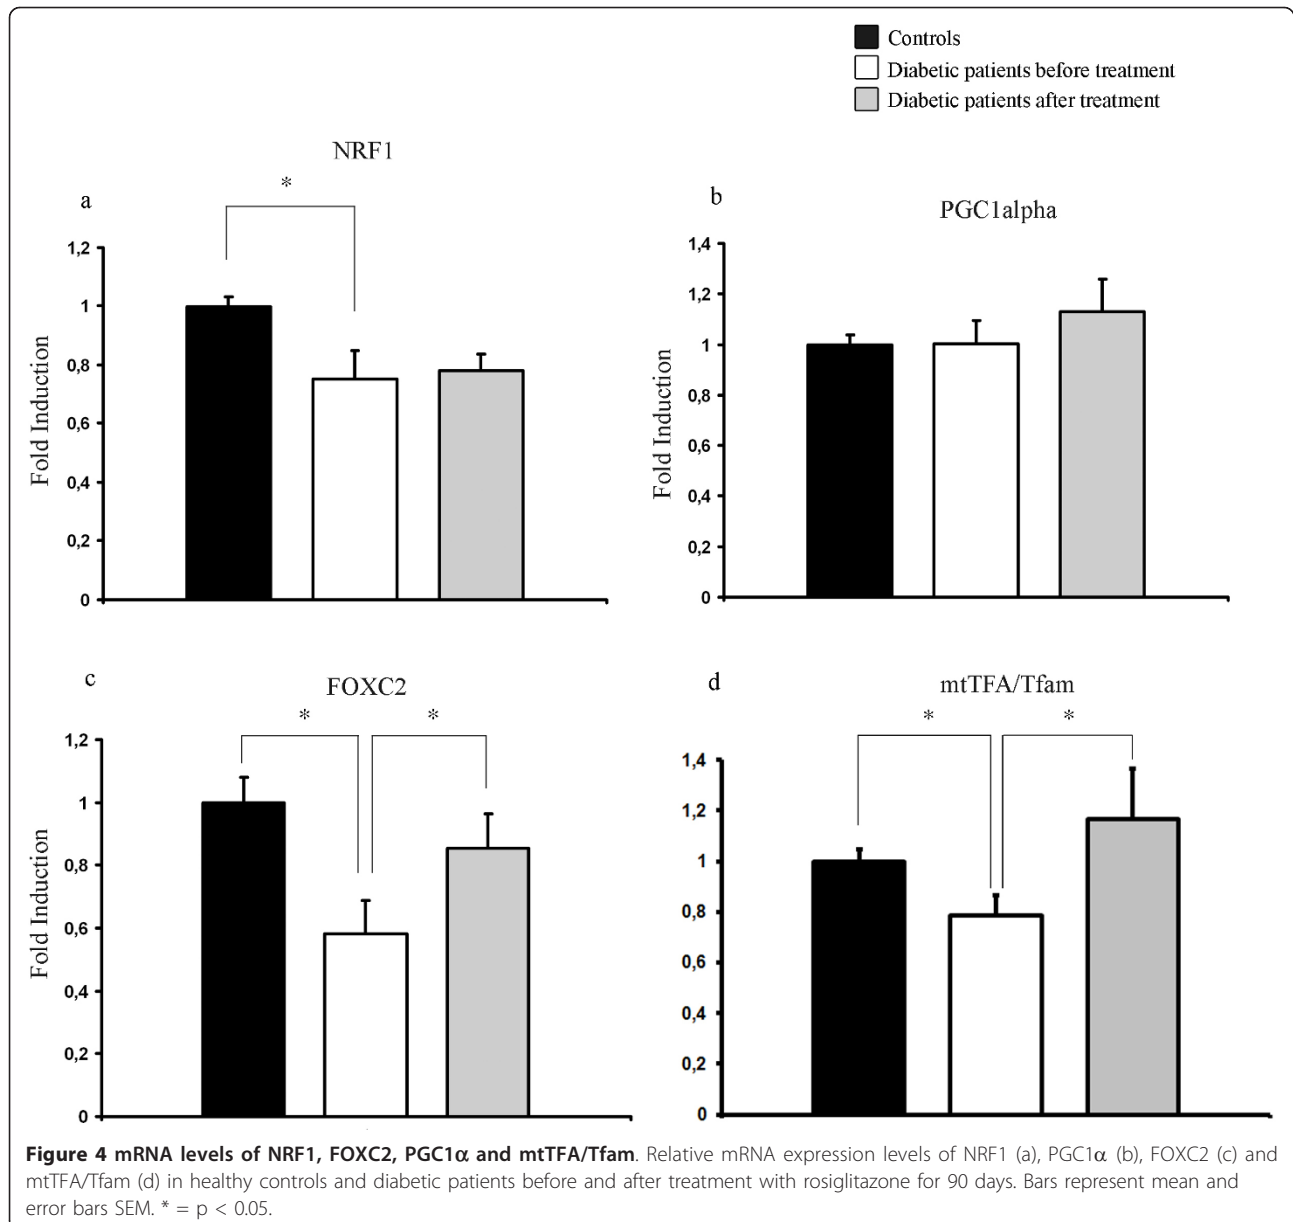 Controls
Diabetic patients before treatment
Diabetic patients after treatment
NRF1
a
*
1,2
1
0,8
0,6
0,4
0,2
0
Fold Induction
b
PGC1alpha
1,4
1,2
1
0,8
0,6
0,4
0,2
0
Fold Induction
c
FOXC2
* *
1,2
1
0,8
0,6
0,4
0,2
0
Fold Induction
d
mtTFA/Tfam
* *
1,4
1,2
1
0,8
0,6
0,4
0,2
0
Figure 4 mRNA levels of NRF1, FOXC2, PGC1α and mtTFA/Tfam. Relative mRNA expression levels of NRF1 (a), PGC1α (b), FOXC2 (c) and
mtTFA/Tfam (d) in healthy controls and diabetic patients before and after treatment with rosiglitazone for 90 days. Bars represent mean and
error bars SEM. * = p < 0.05.